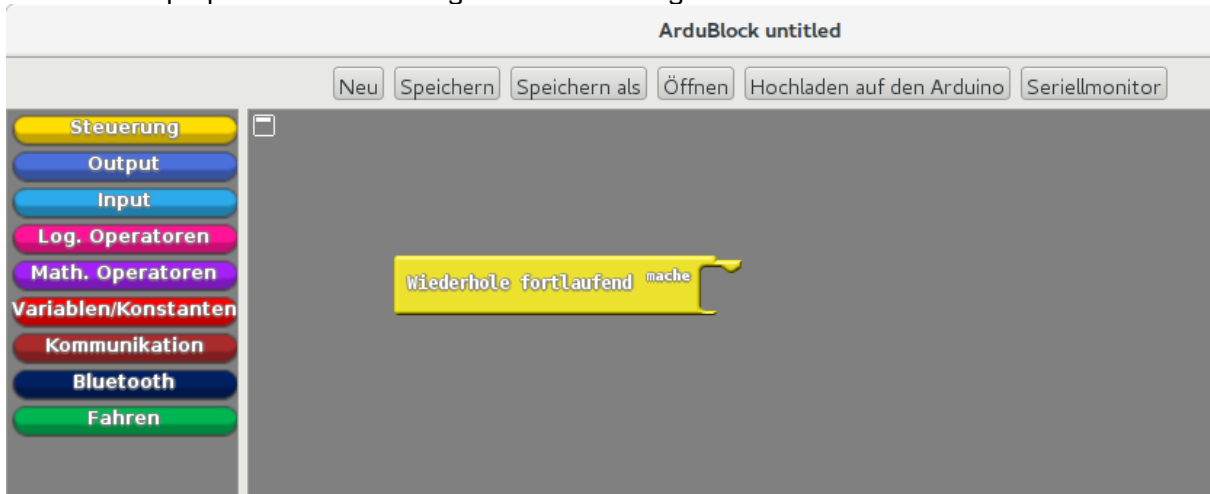 ArduBlock untitled
Neu Speichern Speichern als Öffnen Hochladen auf den Arduino Seriellmonitor
Steuerung
Output
Input
Log. Operatoren
Math. Operatoren
Variablen/Konstanten
Kommunikation
Bluetooth
Fahren
Wiederhole fortlaufend mache